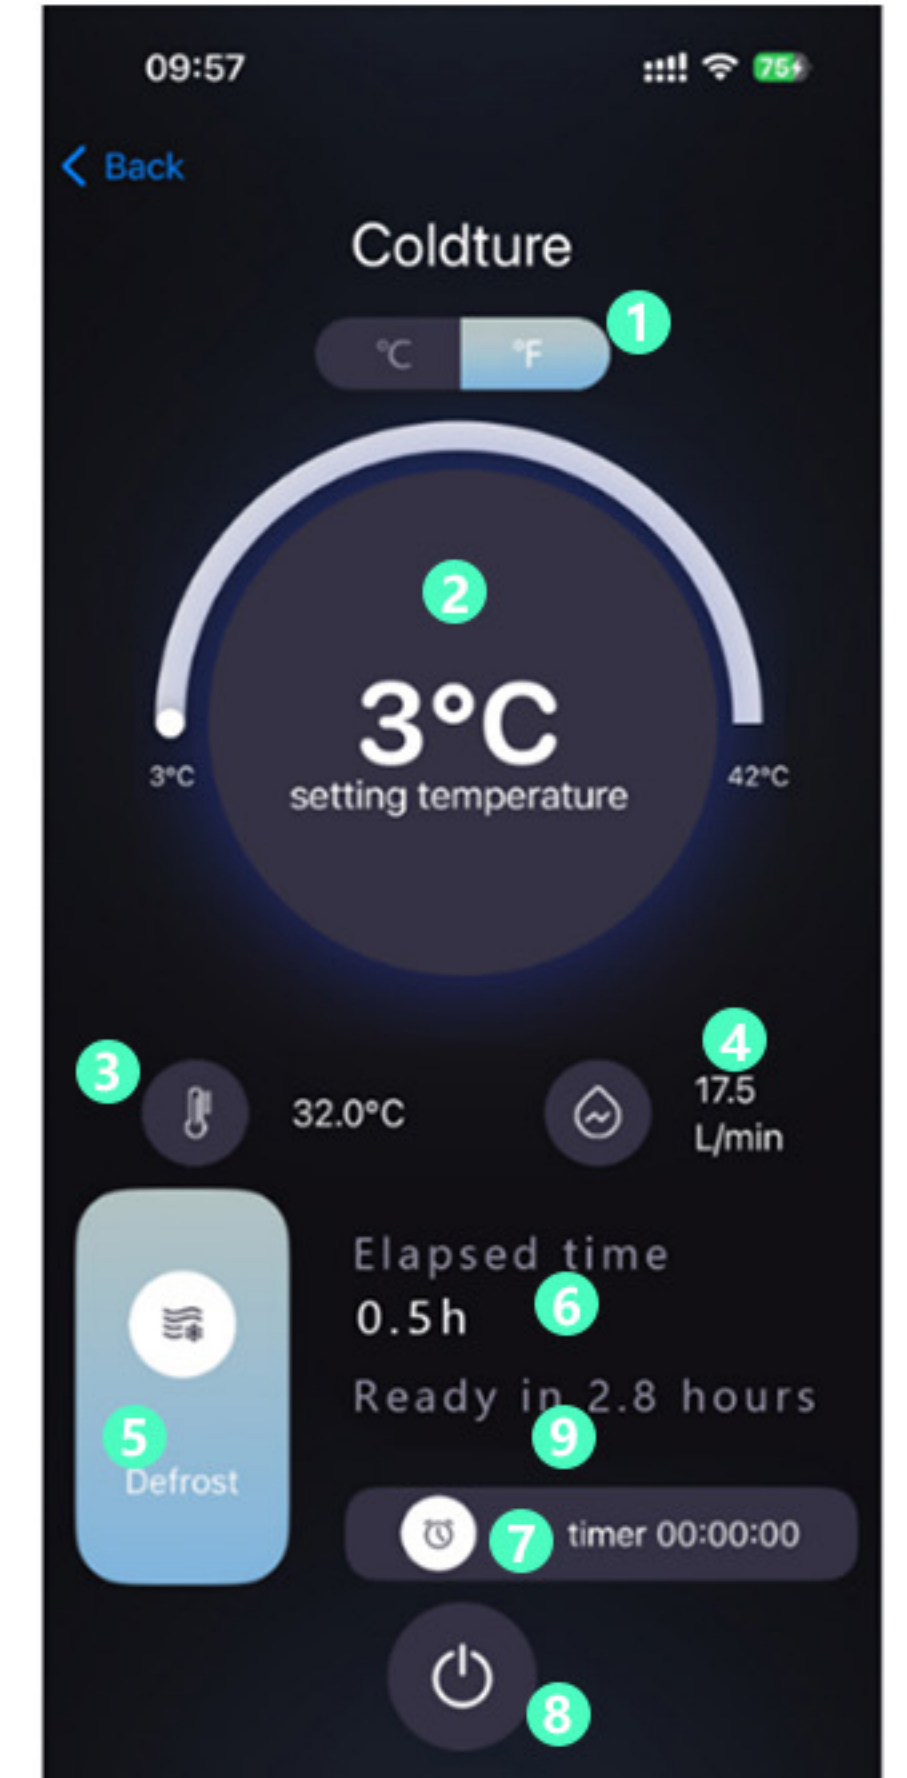 09:57
75
Back
Coldture
1
°C °F
2
3°C
setting temperature
3°C 42°C
3
32.0°C
4
17.5
L/min
Elapsed time
0.5h
6
Ready in 2.8 hours
9
5
Defrost
7
timer 00:00:00
8